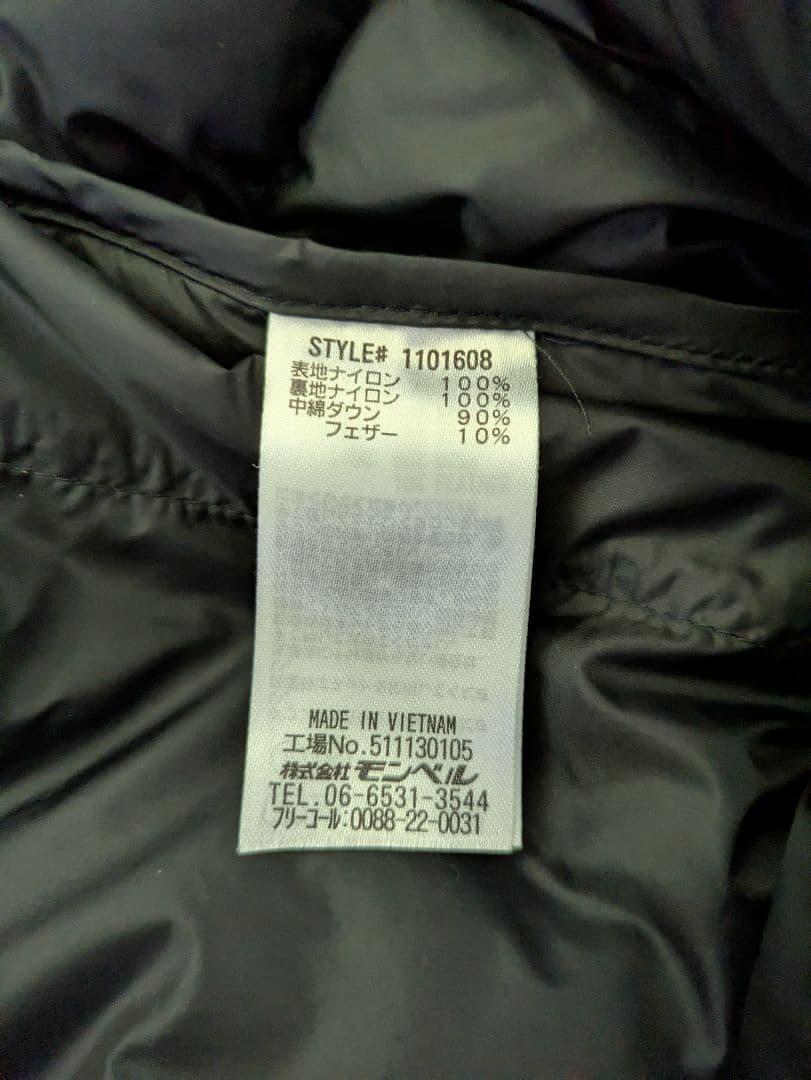 STYLE# 1101608
表地ナイロン 100%
裏地ナイロン 100%
中綿ダウン 90%
フェザー 10%
MADE IN VIETNAM
工場No.511130105
株式会社 モンベル
TEL.06-6531-3544
フリーコール:0088-22-0031